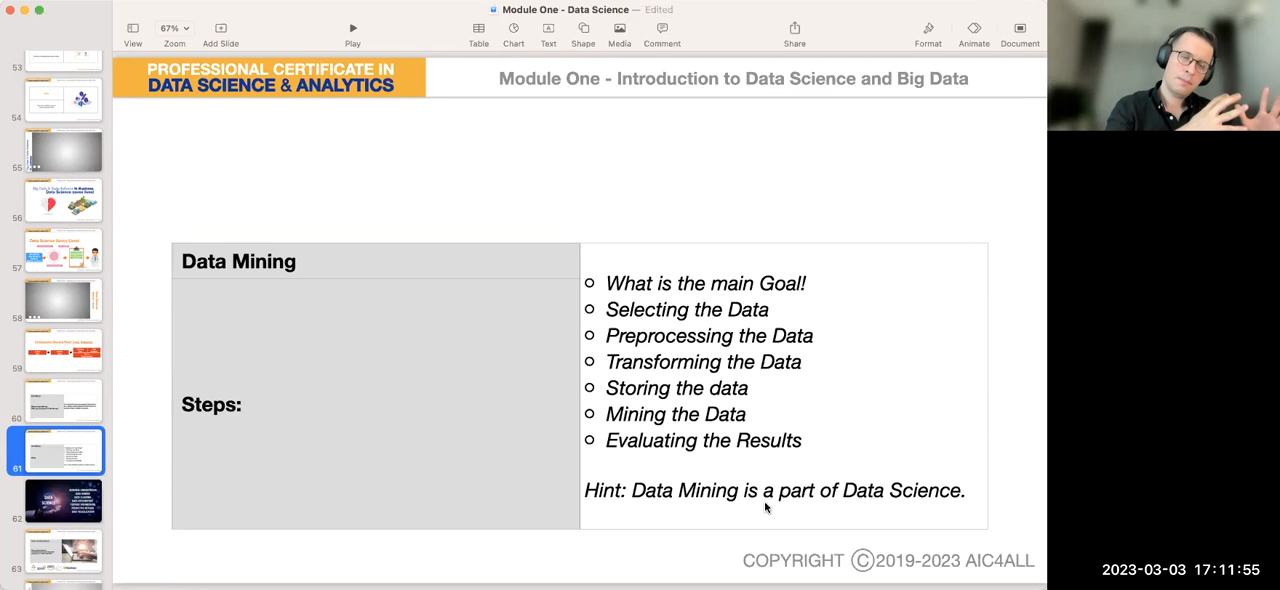 Module One - Data Science — Edited
67%
View
Zoom
Add Slide
Play
Table
Chart
Text
Shape
Media
Comment
Share
Format
Animate
Document
PROFESSIONAL CERTIFICATE IN
DATA SCIENCE & ANALYTICS
Module One - Introduction to Data Science and Big Data
53
54
55
56
57
58
59
60
61
62
63
Data Mining
Steps:
What is the main Goal!
Selecting the Data
Preprocessing the Data
Transforming the Data
Storing the data
Mining the Data
Evaluating the Results
Hint: Data Mining is a part of Data Science.
COPYRIGHT ©2019-2023 AIC4ALL
2023-03-03 17:11:55